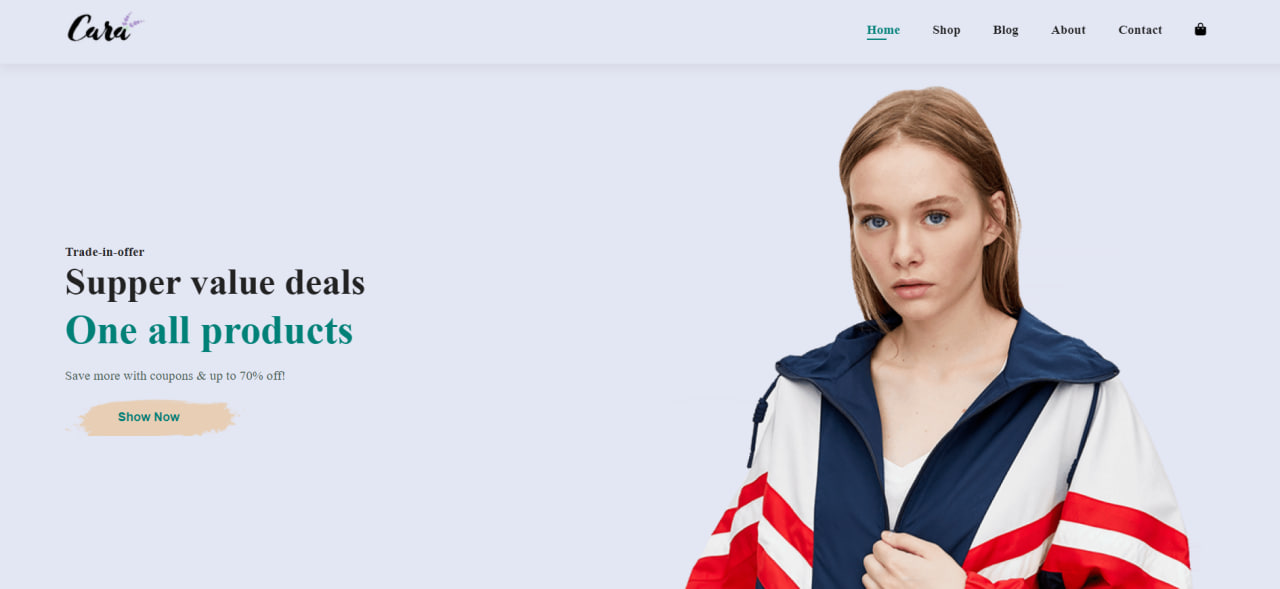 Cara
Home Shop Blog About Contact
Trade-in-offer
Supper value deals
One all products
Save more with coupons & up to 70% off!
Show Now